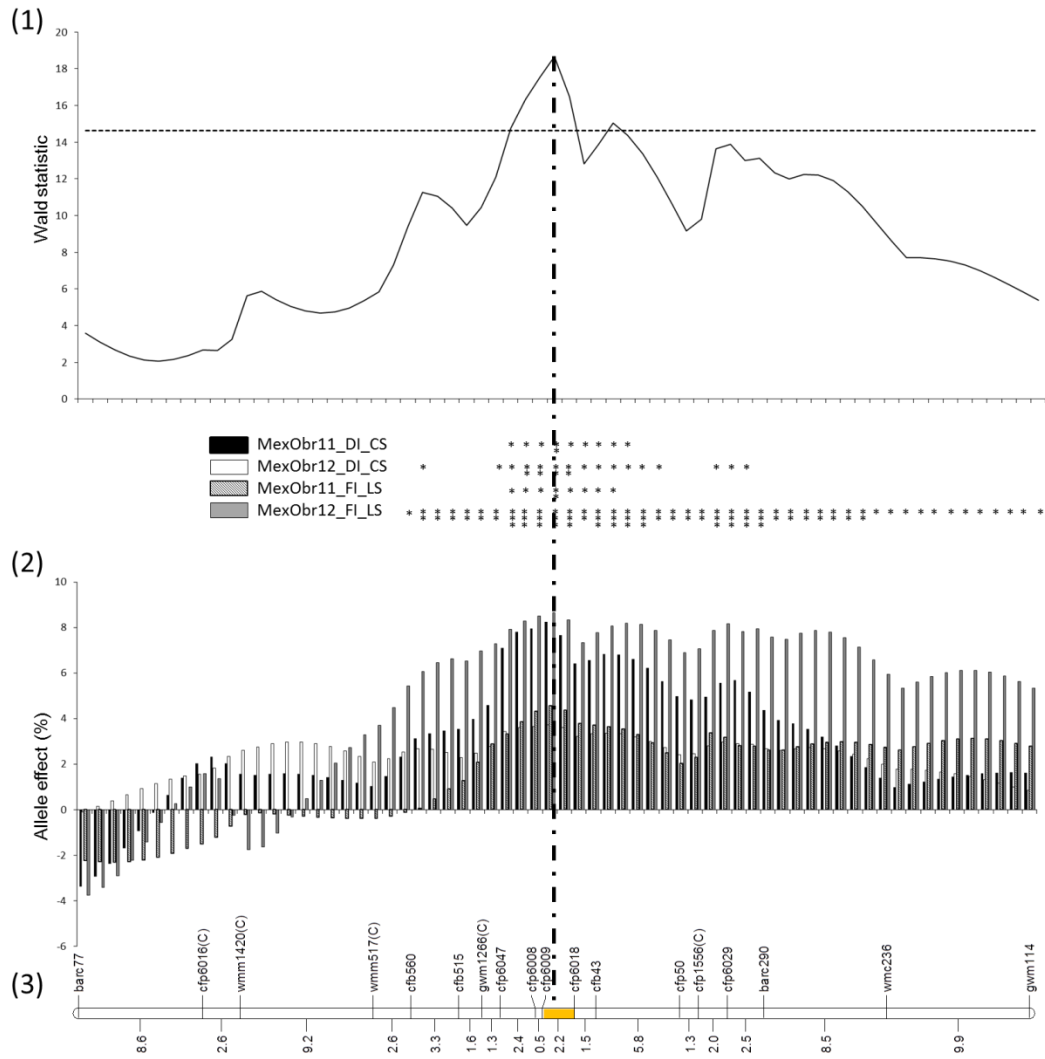 (1)
20
18
16
14
12
10
8
6
4
2
0
Wald statistic
MexObr11_DI_CS
MexObr12_DI_CS
MexObr11_FI_LS
MexObr12_FI_LS
(2)
10
8
6
4
2
0
-2
-4
-6
Allele effect (%)
(3)
barc77
cfp6016(C)
wmm1420(C)
wmm517(C)
cfb560
cfb515
gwm1266(C)
cfp6047
cfp6008
cfp6009
cfp6018
cfb43
cfp50
cfp1556(C)
cfp6029
barc290
wmc236
gwm114
8.6
2.6
9.2
2.6
3.3
1.6
1.3
2.4
0.5
2.2
1.5
5.8
1.3
2.0
2.5
8.5
9.9